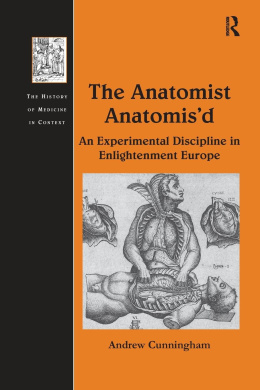 R
The History
of Medicine
in Context
The Anatomist
Anatomis'd
An Experimental Discipline in
Enlightenment Europe
Andrew Cunningham